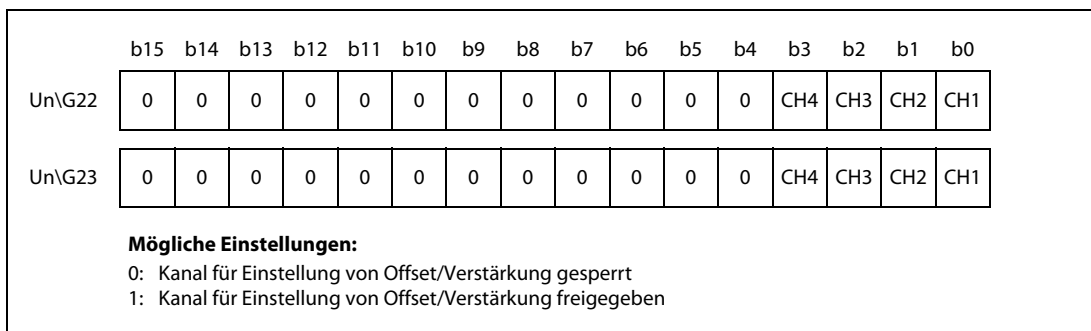 b15 b14 b13 b12 b11 b10 b9 b8 b7 b6 b5 b4 b3 b2 b1 b0
Un\G22 0 0 0 0 0 0 0 0 0 0 0 0 CH4 CH3 CH2 CH1
Un\G23 0 0 0 0 0 0 0 0 0 0 0 0 CH4 CH3 CH2 CH1
Mögliche Einstellungen:
0: Kanal für Einstellung von Offset/Verstärkung gesperrt
1: Kanal für Einstellung von Offset/Verstärkung freigegeben